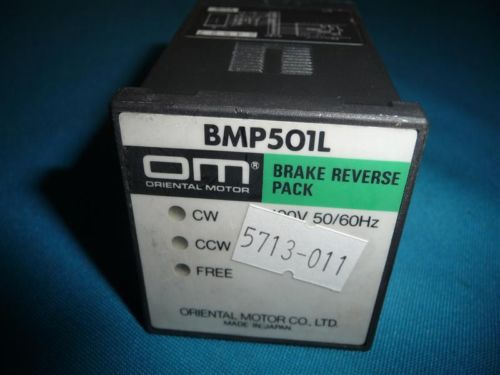 BMP501L
OM®
ORIENTAL MOTOR
BRAKE REVERSE
PACK
CW
50/60Hz
CCW
5713-011
FREE
ORIENTAL MOTOR CO., LTD.
MADE IN JAPAN